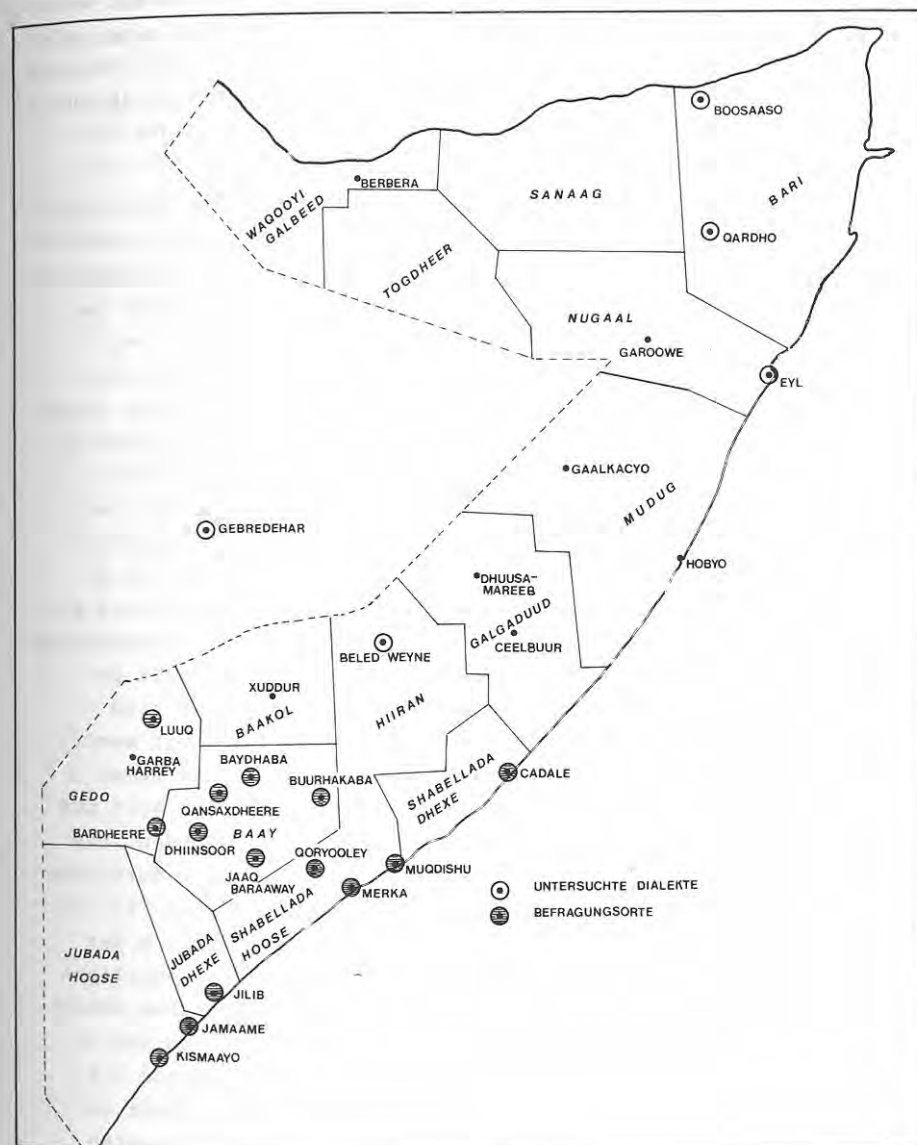 BOOSAASO
BERBERA
SANAAG
BARI
WAQOOYI
GALBEED
QARDHO
TOGDHEER
NUGAAL
GAROOWE
EYL
GAALKACYO
MUDUG
GEBREDEHAR
HOBYO
DHUUSA-
MAREEB
GALGADUUD
CEELBUUR
BELED WEYNE
XUDDUR
BAAKOL
HIIRAN
LUUQ
GARBA
HARREY
GEDO
BAYDHABA
BUURHAKABA
SHABELLADA
DHEXE
CADALE
QANSAXDHEERE
BARDHEERE
BAAY
DHIINSOOR
QORYOOLEY
JAAQ
BARAAWAY
MUQDISHU
MERKA
UNTERSUCHTE DIALEKTE
BEFRAGUNGSORTE
SHABELLADA
HOOSE
JUBADA
DHEXE
JUBADA
HOOSE
JILIB
JAMAAME
KISMAAYO